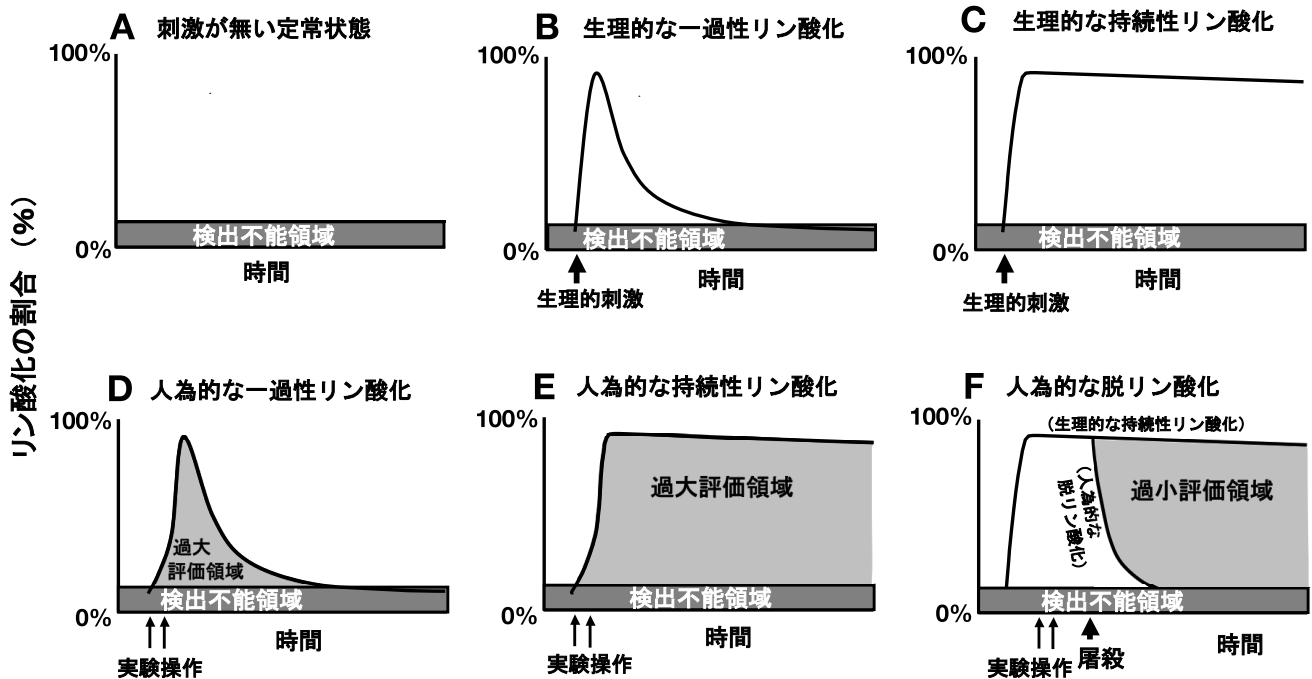 リン酸化の割合（%）
A 刺激が無い定常状態
100%
検出不能領域
0%
時間
B 生理的な一過性リン酸化
100%
検出不能領域
0%
時間
生理的刺激
C 生理的な持続性リン酸化
100%
検出不能領域
0%
時間
生理的刺激
D 人為的な一過性リン酸化
100%
過大
評価領域
検出不能領域
0%
時間
実験操作
E 人為的な持続性リン酸化
100%
過大評価領域
検出不能領域
0%
時間
実験操作
F 人為的な脱リン酸化
100%
（生理的な持続性リン酸化）
過小評価領域
（人為的な
脱リン酸化）
検出不能領域
0%
時間
実験操作
屠殺